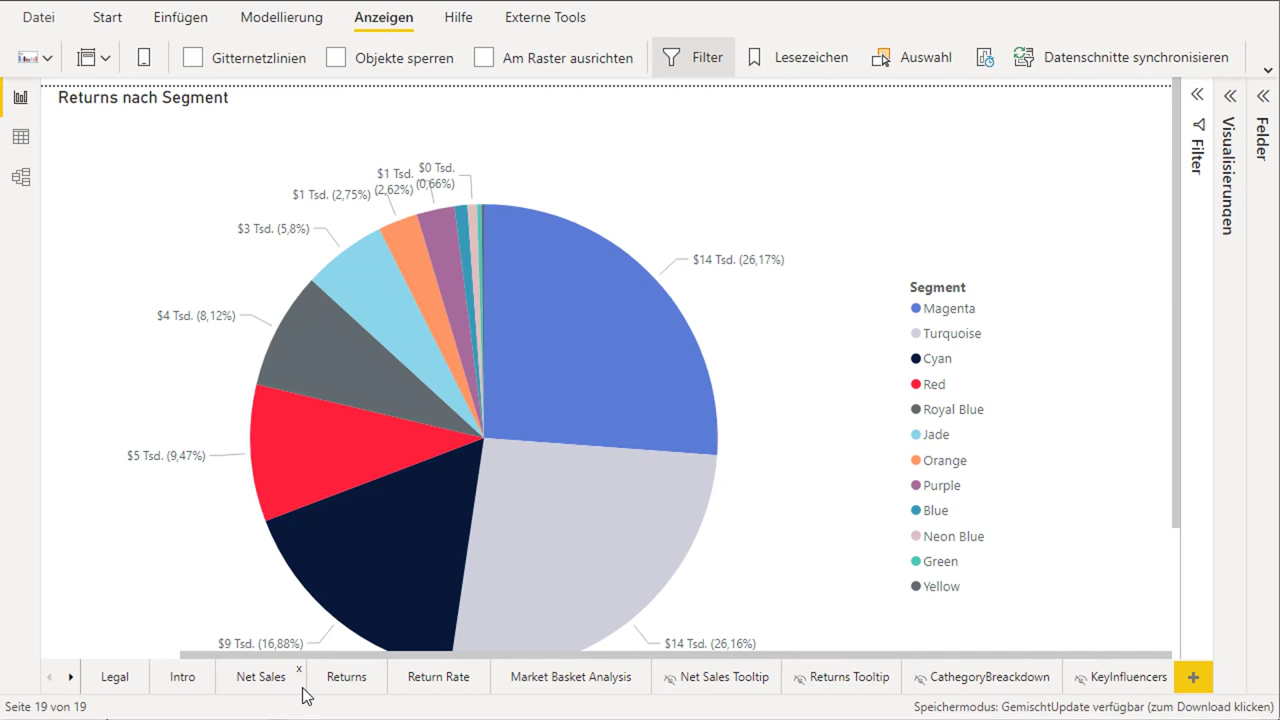 Datei Start Einfügen Modellierung Anzeigen Hilfe Externe Tools
Gitternetzlinien Objekte sperren Am Raster ausrichten Filter Lesezeichen Auswahl Datenschnitte synchronisieren
Returns nach Segment
$0 Tsd.
(0,66%)
$1 Tsd.
(2,62%)
$1 Tsd. (2,75%)
$3 Tsd. (5,8%)
$14 Tsd. (26,17%)
$4 Tsd. (8,12%)
$5 Tsd. (9,47%)
$9 Tsd. (16,88%)
$14 Tsd. (26,16%)
Segment
Magenta
Turquoise
Cyan
Red
Royal Blue
Jade
Orange
Purple
Blue
Neon Blue
Green
Yellow
Filter
Visualisierungen
Felder
Legal Intro Net Sales x Returns Return Rate Market Basket Analysis Net Sales Tooltip Returns Tooltip CathegoryBreakdown KeyInfluencers +
Seite 19 von 19 Speichermodus: GemischtUpdate verfügbar (zum Download klicken)